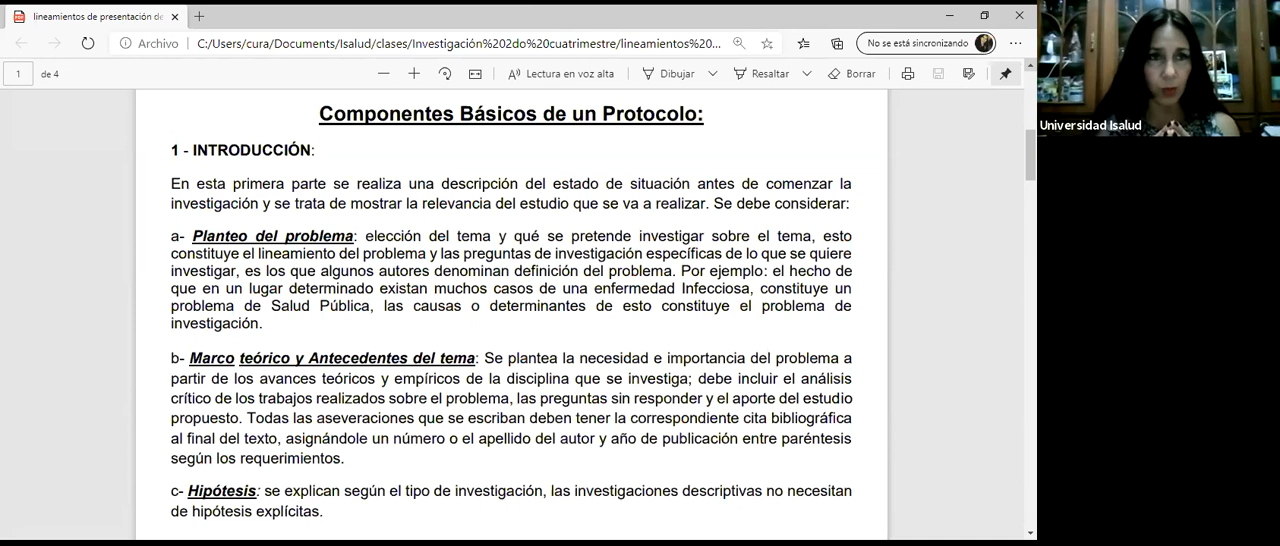 lineamientos de presentación de
Archivo
C:/Users/cura/Documents/Isalud/clases/Investigación%202do%20cuatrimestre/lineamientos%20...
No se está sincronizando
1 de 4
Lectura en voz alta
Dibujar
Resaltar
Borrar
Universidad Isalud
Componentes Básicos de un Protocolo:
1 - INTRODUCCIÓN:
En esta primera parte se realiza una descripción del estado de situación antes de comenzar la
investigación y se trata de mostrar la relevancia del estudio que se va a realizar. Se debe considerar:
a- Planteo del problema: elección del tema y qué se pretende investigar sobre el tema, esto
constituye el lineamiento del problema y las preguntas de investigación específicas de lo que se quiere
investigar, es los que algunos autores denominan definición del problema. Por ejemplo: el hecho de
que en un lugar determinado existan muchos casos de una enfermedad Infecciosa, constituye un
problema de Salud Pública, las causas o determinantes de esto constituye el problema de
investigación.
b- Marco teórico y Antecedentes del tema: Se plantea la necesidad e importancia del problema a
partir de los avances teóricos y empíricos de la disciplina que se investiga; debe incluir el análisis
crítico de los trabajos realizados sobre el problema, las preguntas sin responder y el aporte del estudio
propuesto. Todas las aseveraciones que se escriban deben tener la correspondiente cita bibliográfica
al final del texto, asignándole un número o el apellido del autor y año de publicación entre paréntesis
según los requerimientos.
c- Hipótesis: se explican según el tipo de investigación, las investigaciones descriptivas no necesitan
de hipótesis explícitas.